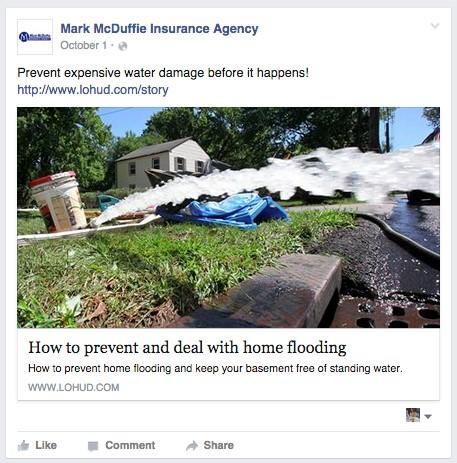 Mark McDuffie Insurance Agency
October 1 ·
Prevent expensive water damage before it happens!
http://www.lohud.com/story
How to prevent and deal with home flooding
How to prevent home flooding and keep your basement free of standing water.
WWW.LOHUD.COM
Like Comment Share